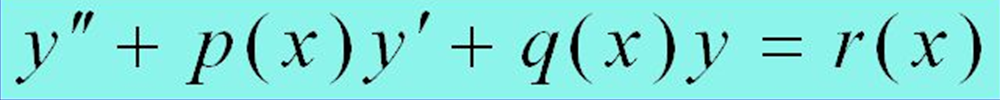 y″ + p(x)y′ + q(x)y = r(x)